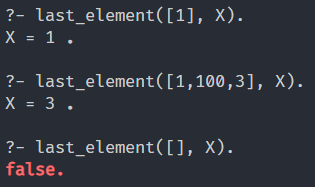 ?- last_element([1], X).
X = 1 .
?- last_element([1,100,3], X).
X = 3 .
?- last_element([], X).
false.